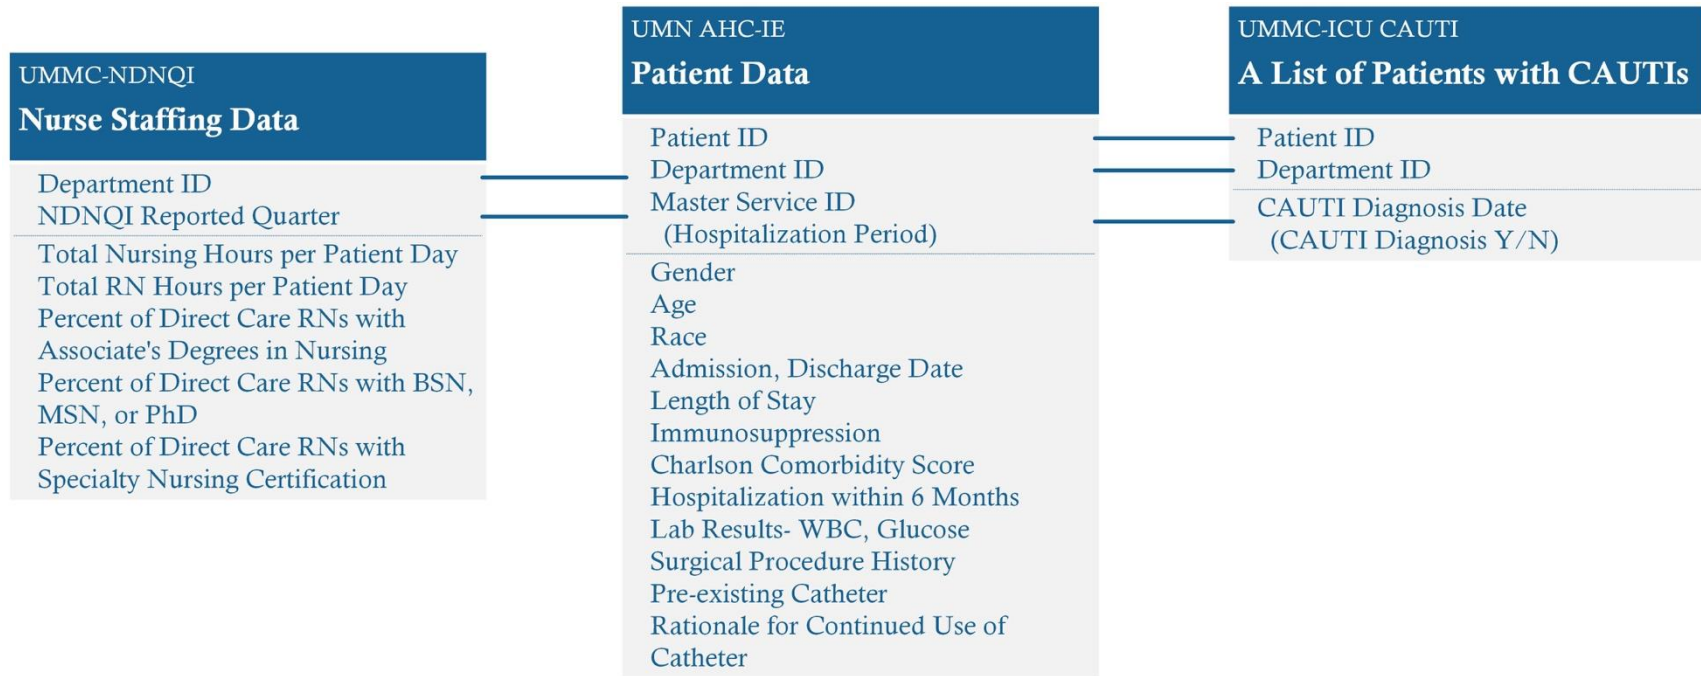 UMMC-NDNQI
Nurse Staffing Data
Department ID
NDNQI Reported Quarter
Total Nursing Hours per Patient Day
Total RN Hours per Patient Day
Percent of Direct Care RNs with
Associate's Degrees in Nursing
Percent of Direct Care RNs with BSN,
MSN, or PhD
Percent of Direct Care RNs with
Specialty Nursing Certification
UMN AHC-IE
Patient Data
Patient ID
Department ID
Master Service ID
(Hospitalization Period)
Gender
Age
Race
Admission, Discharge Date
Length of Stay
Immunosuppression
Charlson Comorbidity Score
Hospitalization within 6 Months
Lab Results- WBC, Glucose
Surgical Procedure History
Pre-existing Catheter
Rationale for Continued Use of
Catheter
UMMC-ICU CAUTI
A List of Patients with CAUTIs
Patient ID
Department ID
CAUTI Diagnosis Date
(CAUTI Diagnosis Y/N)